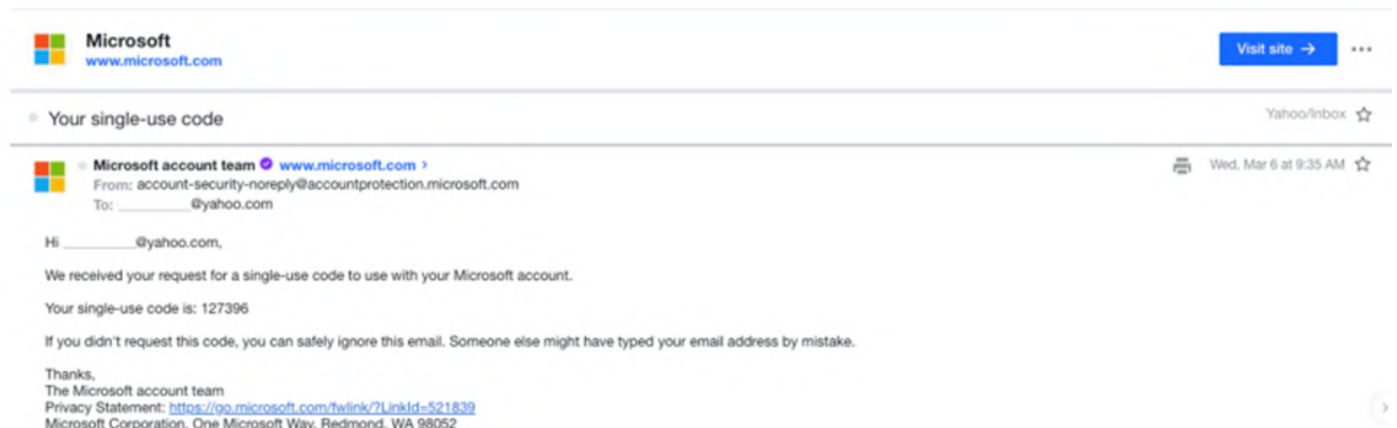 Microsoft
www.microsoft.com
Visit site →
Your single-use code
Yahoo/Inbox
Microsoft account team www.microsoft.com >
Wed, Mar 6 at 9:35 AM
From: account-security-noreply@accountprotection.microsoft.com
To: _________@yahoo.com
Hi _________@yahoo.com,
We received your request for a single-use code to use with your Microsoft account.
Your single-use code is: 127396
If you didn't request this code, you can safely ignore this email. Someone else might have typed your email address by mistake.
Thanks,
The Microsoft account team
Privacy Statement: https://go.microsoft.com/fwlink/?LinkId=521839
Microsoft Corporation, One Microsoft Way, Redmond, WA 98052